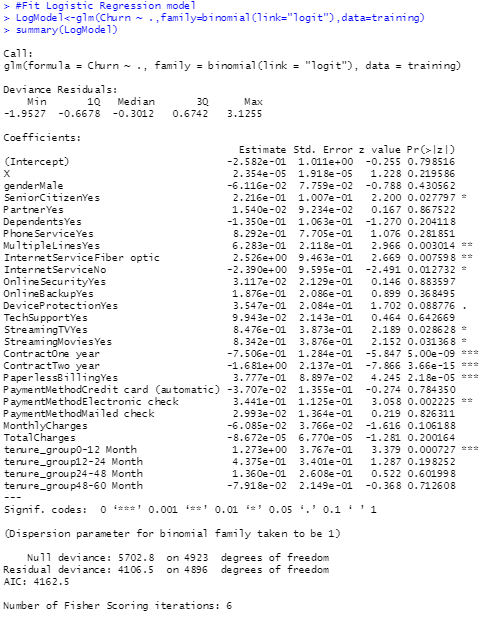 > #Fit Logistic Regression model
> LogModel<-glm(Churn ~ .,family=binomial(link="logit"),data=training)
> summary(LogModel)
Call:
glm(formula = Churn ~ ., family = binomial(link = "logit"), data = training)
Deviance Residuals:
Min 1Q Median 3Q Max
-1.9527 -0.6678 -0.3012 0.6742 3.1255
Coefficients:
Estimate Std. Error z value Pr(>|z|)
(Intercept) -2.582e-01 1.011e+00 -0.255 0.798516
X 2.354e-05 1.918e-05 1.228 0.219586
genderMale -6.116e-02 7.759e-02 -0.788 0.430562
SeniorCitizenYes 2.216e-01 1.007e-01 2.200 0.027797 *
PartnerYes 1.540e-02 9.234e-02 0.167 0.867522
DependentsYes -1.350e-01 1.063e-01 -1.270 0.204118
PhoneServiceYes 8.292e-01 7.705e-01 1.076 0.281851
MultipleLinesYes 6.283e-01 2.118e-01 2.966 0.003014 **
InternetServiceFiber optic 2.526e+00 9.463e-01 2.669 0.007598 **
InternetServiceNo -2.390e+00 9.595e-01 -2.491 0.012732 *
OnlineSecurityYes 3.117e-02 2.129e-01 0.146 0.883597
OnlineBackupYes 1.876e-01 2.086e-01 0.899 0.368495
DeviceProtectionYes 3.547e-01 2.084e-01 1.702 0.088776 .
TechSupportYes 9.943e-02 2.143e-01 0.464 0.642669
StreamingTVYes 8.476e-01 3.873e-01 2.189 0.028628 *
StreamingMoviesYes 8.342e-01 3.876e-01 2.152 0.031368 *
ContractOne year -7.506e-01 1.284e-01 -5.847 5.00e-09 ***
ContractTwo year -1.681e+00 2.137e-01 -7.866 3.66e-15 ***
PaperlessBillingYes 3.777e-01 8.897e-02 4.245 2.18e-05 ***
PaymentMethodCredit card (automatic) -3.707e-02 1.355e-01 -0.274 0.784350
PaymentMethodElectronic check 3.441e-01 1.125e-01 3.058 0.002225 **
PaymentMethodMailed check 2.993e-02 1.364e-01 0.219 0.826311
MonthlyCharges -6.085e-02 3.766e-02 -1.616 0.106188
TotalCharges -8.672e-05 6.770e-05 -1.281 0.200164
tenure_group0-12 Month 1.273e+00 3.767e-01 3.379 0.000727 ***
tenure_group12-24 Month 4.375e-01 3.401e-01 1.287 0.198252
tenure_group24-48 Month 1.360e-01 2.608e-01 0.522 0.601998
tenure_group48-60 Month -7.918e-02 2.149e-01 -0.368 0.712608
---
Signif. codes: 0 ‘***’ 0.001 ‘**’ 0.01 ‘*’ 0.05 ‘.’ 0.1 ‘ ’ 1
(Dispersion parameter for binomial family taken to be 1)
Null deviance: 5702.8 on 4923 degrees of freedom
Residual deviance: 4106.5 on 4896 degrees of freedom
AIC: 4162.5
Number of Fisher Scoring iterations: 6